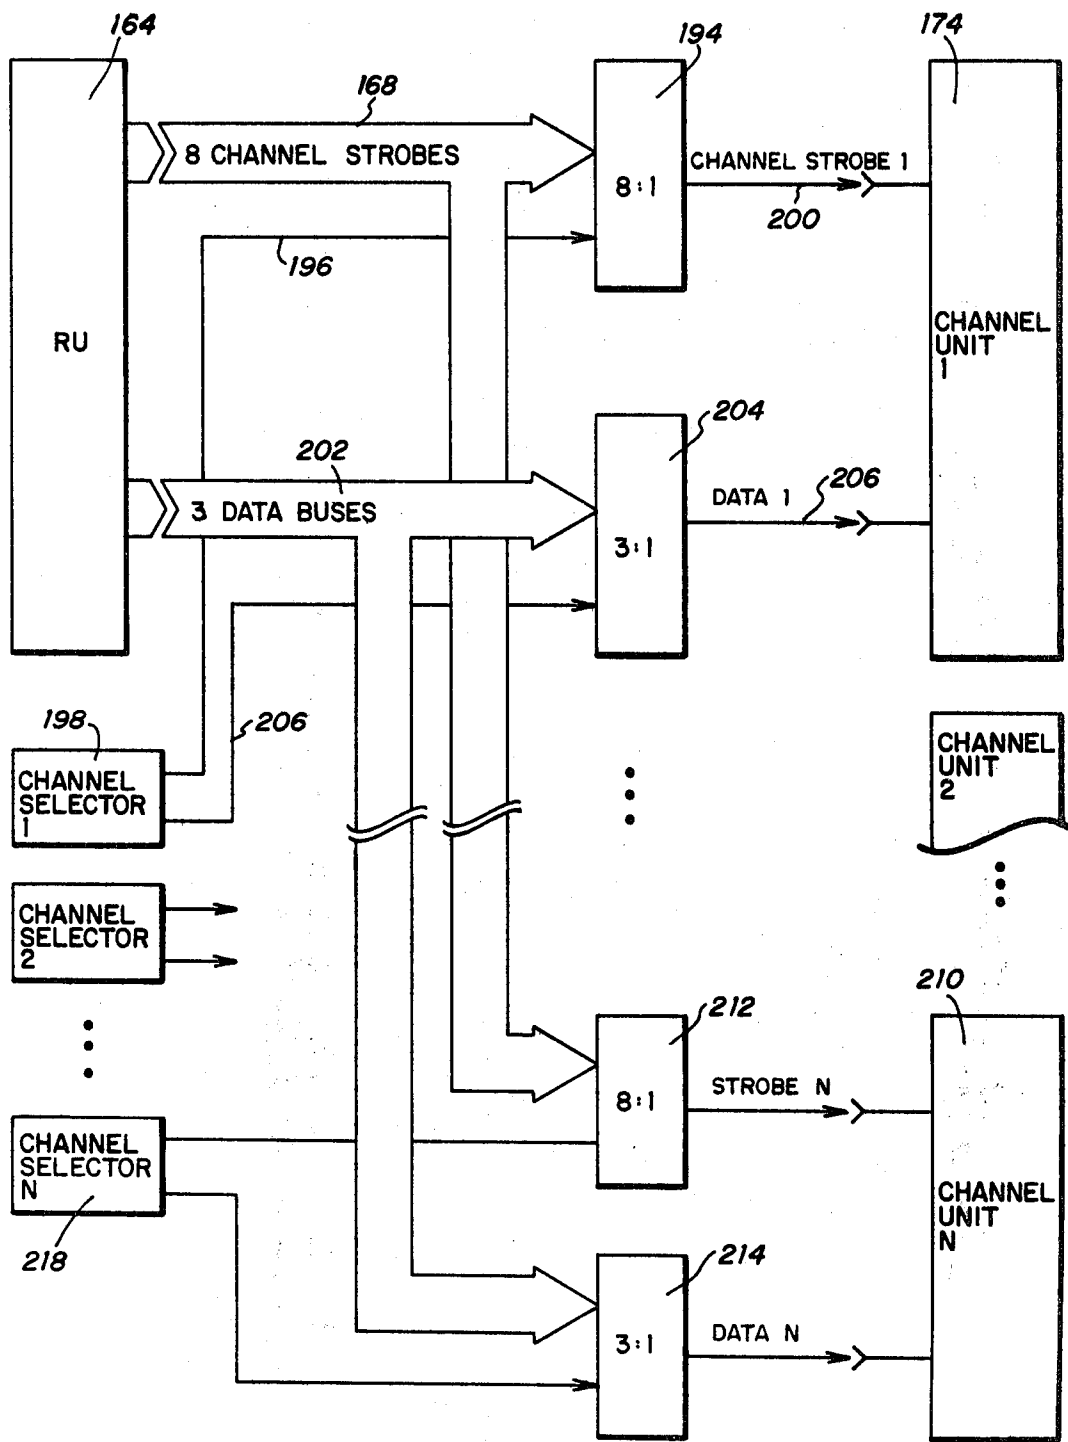 164
194
174
168
8 CHANNEL STROBES
8:1
CHANNEL STROBE 1
200
196
RU
CHANNEL
UNIT
1
204
202
3 DATA BUSES
3:1
DATA 1
206
198
206
CHANNEL
SELECTOR
1
CHANNEL
UNIT
2
CHANNEL
SELECTOR
2
212
210
8:1
STROBE N
CHANNEL
SELECTOR
N
218
CHANNEL
UNIT
N
214
3:1
DATA N